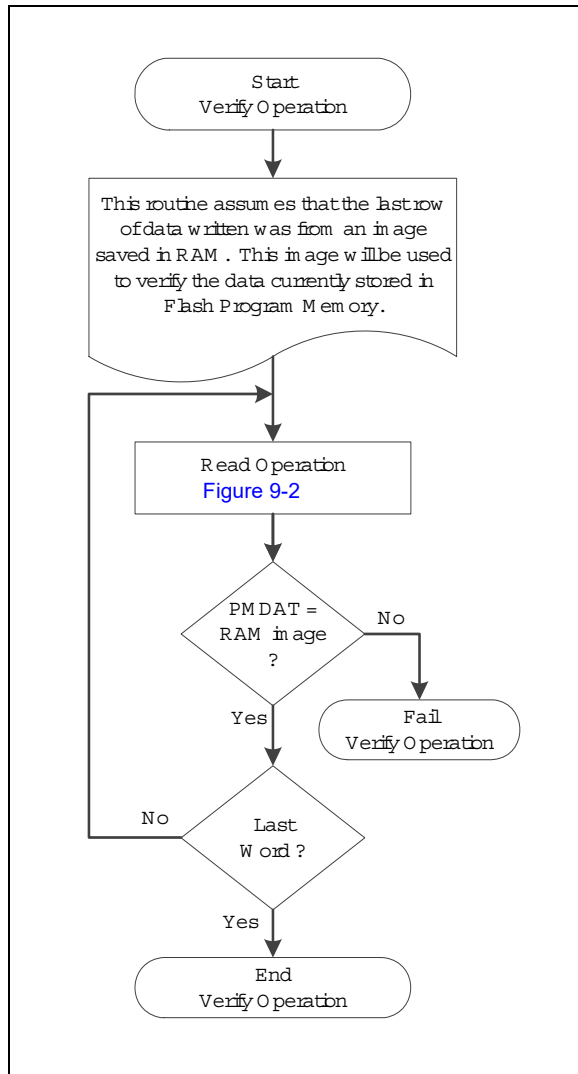 Start
Verify Operation
This routine assumes that the last row
of data written was from an image
saved in RAM. This image will be used
to verify the data currently stored in
Flash Program Memory.
Read Operation
Figure 9-2
PMDAT =
RAM image
?
No
Yes
Fail
Verify Operation
No
Last
Word ?
Yes
End
Verify Operation